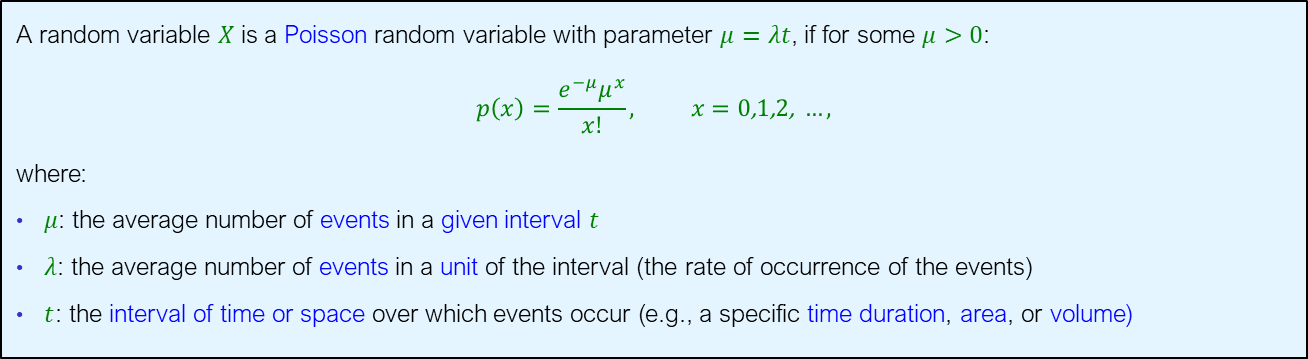 A random variable X is a Poisson random variable with parameter μ = λt, if for some μ > 0:
p(x) = e^{−μ}μ^x / x!, x = 0,1,2, …,
where:
• μ: the average number of events in a given interval t
• λ: the average number of events in a unit of the interval (the rate of occurrence of the events)
• t: the interval of time or space over which events occur (e.g., a specific time duration, area, or volume)